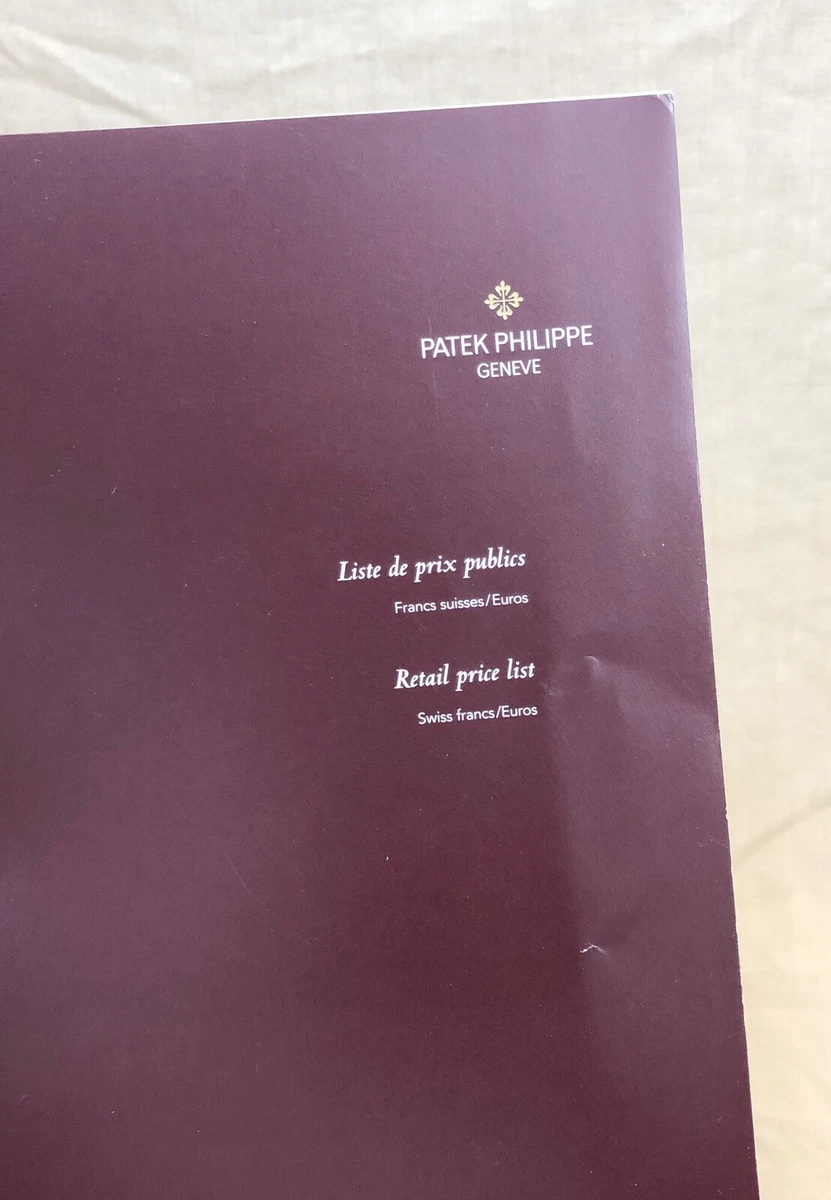 PATEK PHILIPPE
GENEVE
Liste de prix publics
Francs suisses/Euros
Retail price list
Swiss francs/Euros